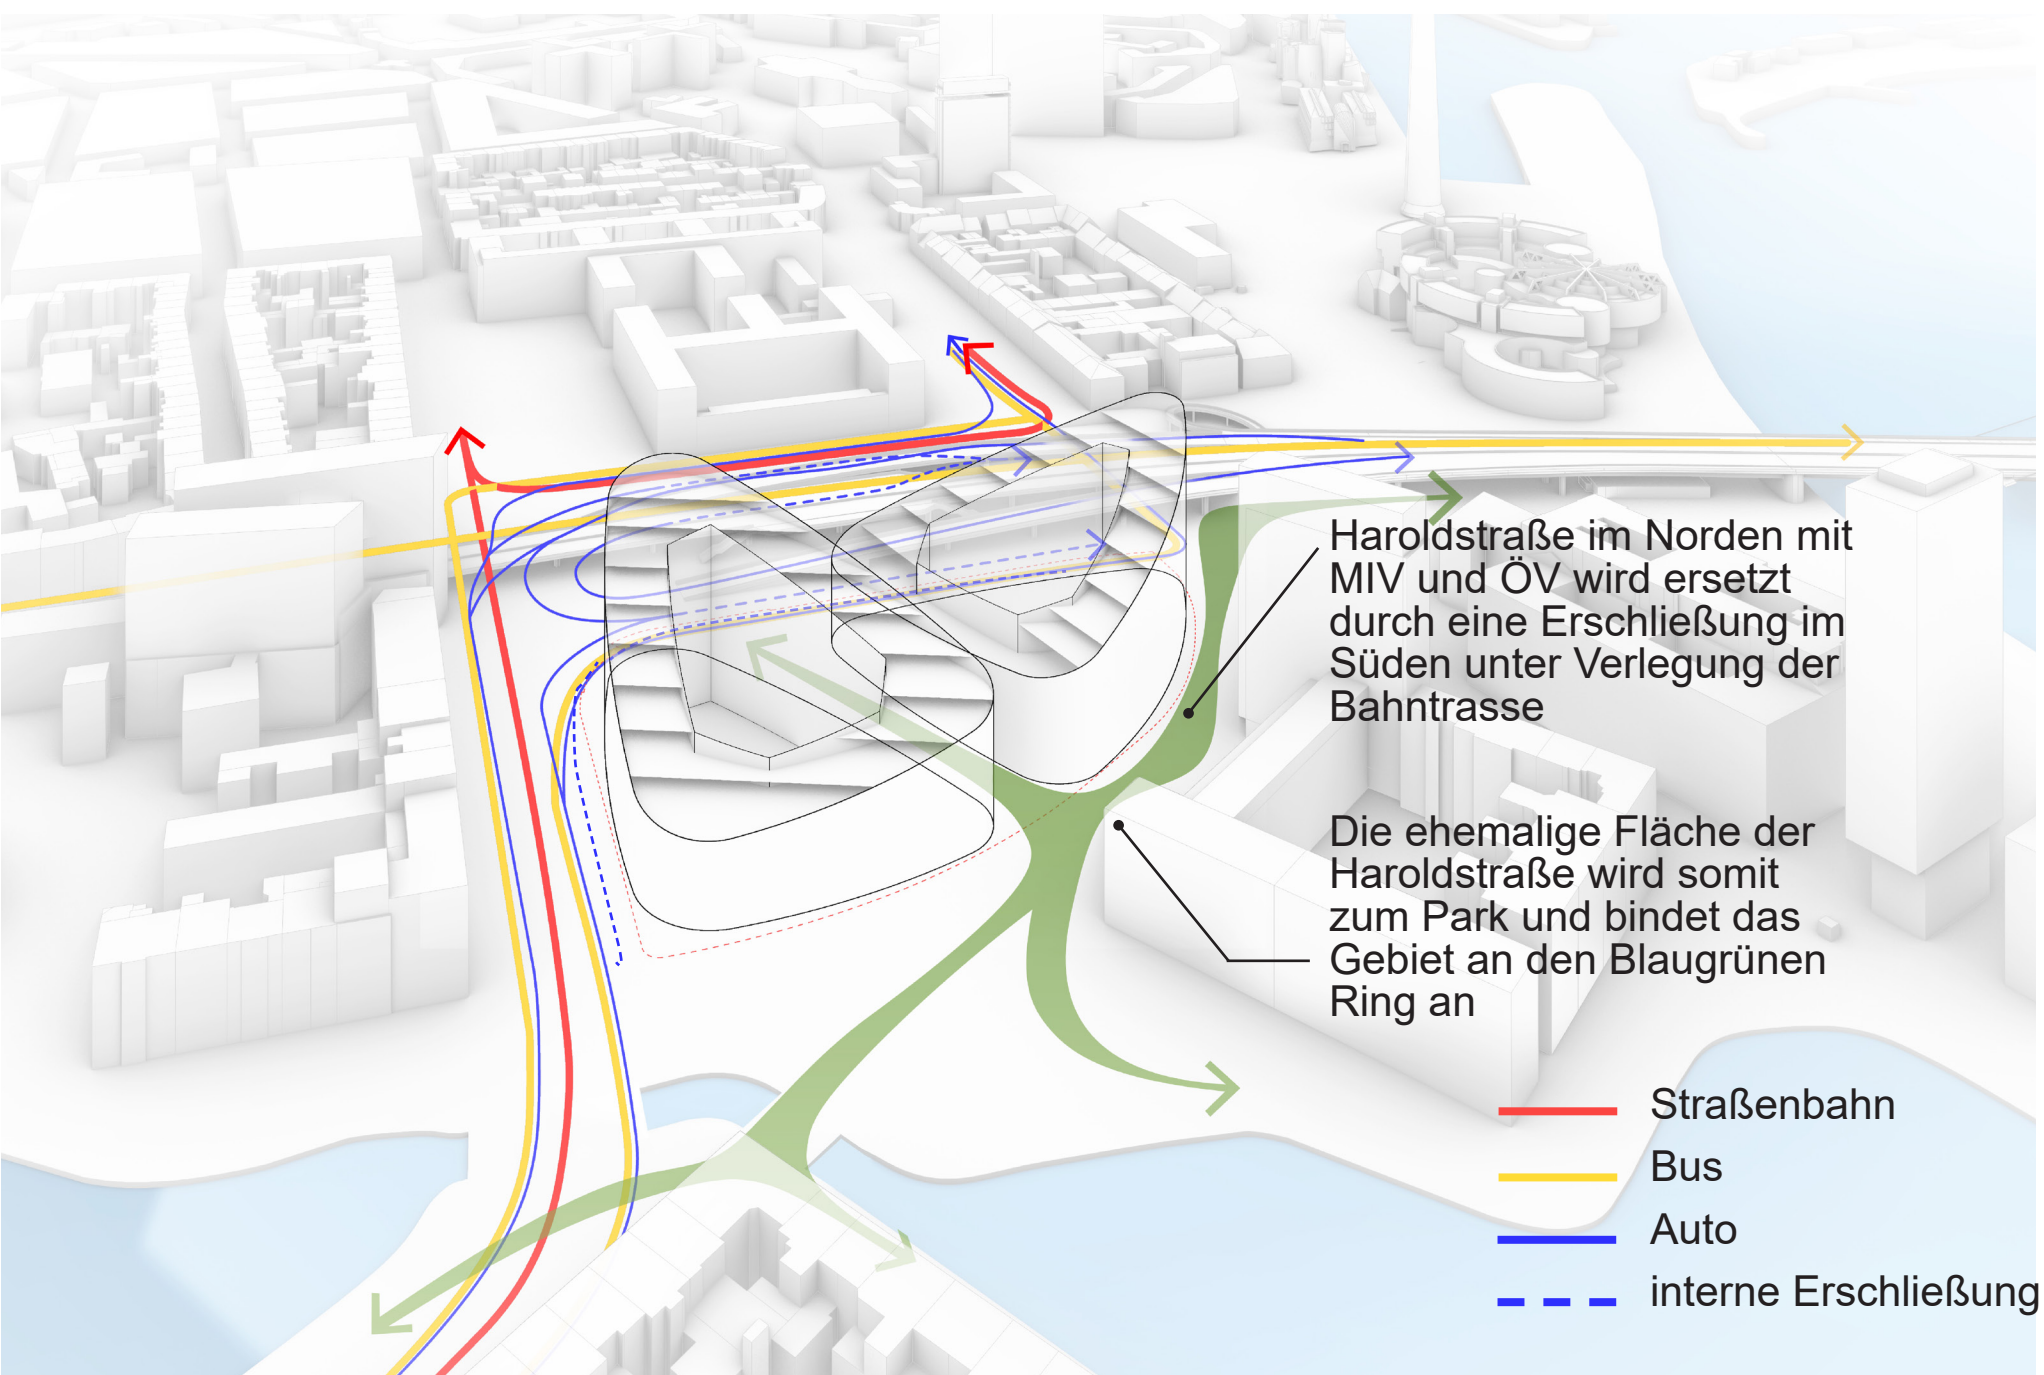 Haroldstraße im Norden mit
MIV und ÖV wird ersetzt
durch eine Erschließung im
Süden unter Verlegung der
Bahntrasse
Die ehemalige Fläche der
Haroldstraße wird somit
zum Park und bindet das
Gebiet an den Blaugrünen
Ring an
Straßenbahn
Bus
Auto
interne Erschließung